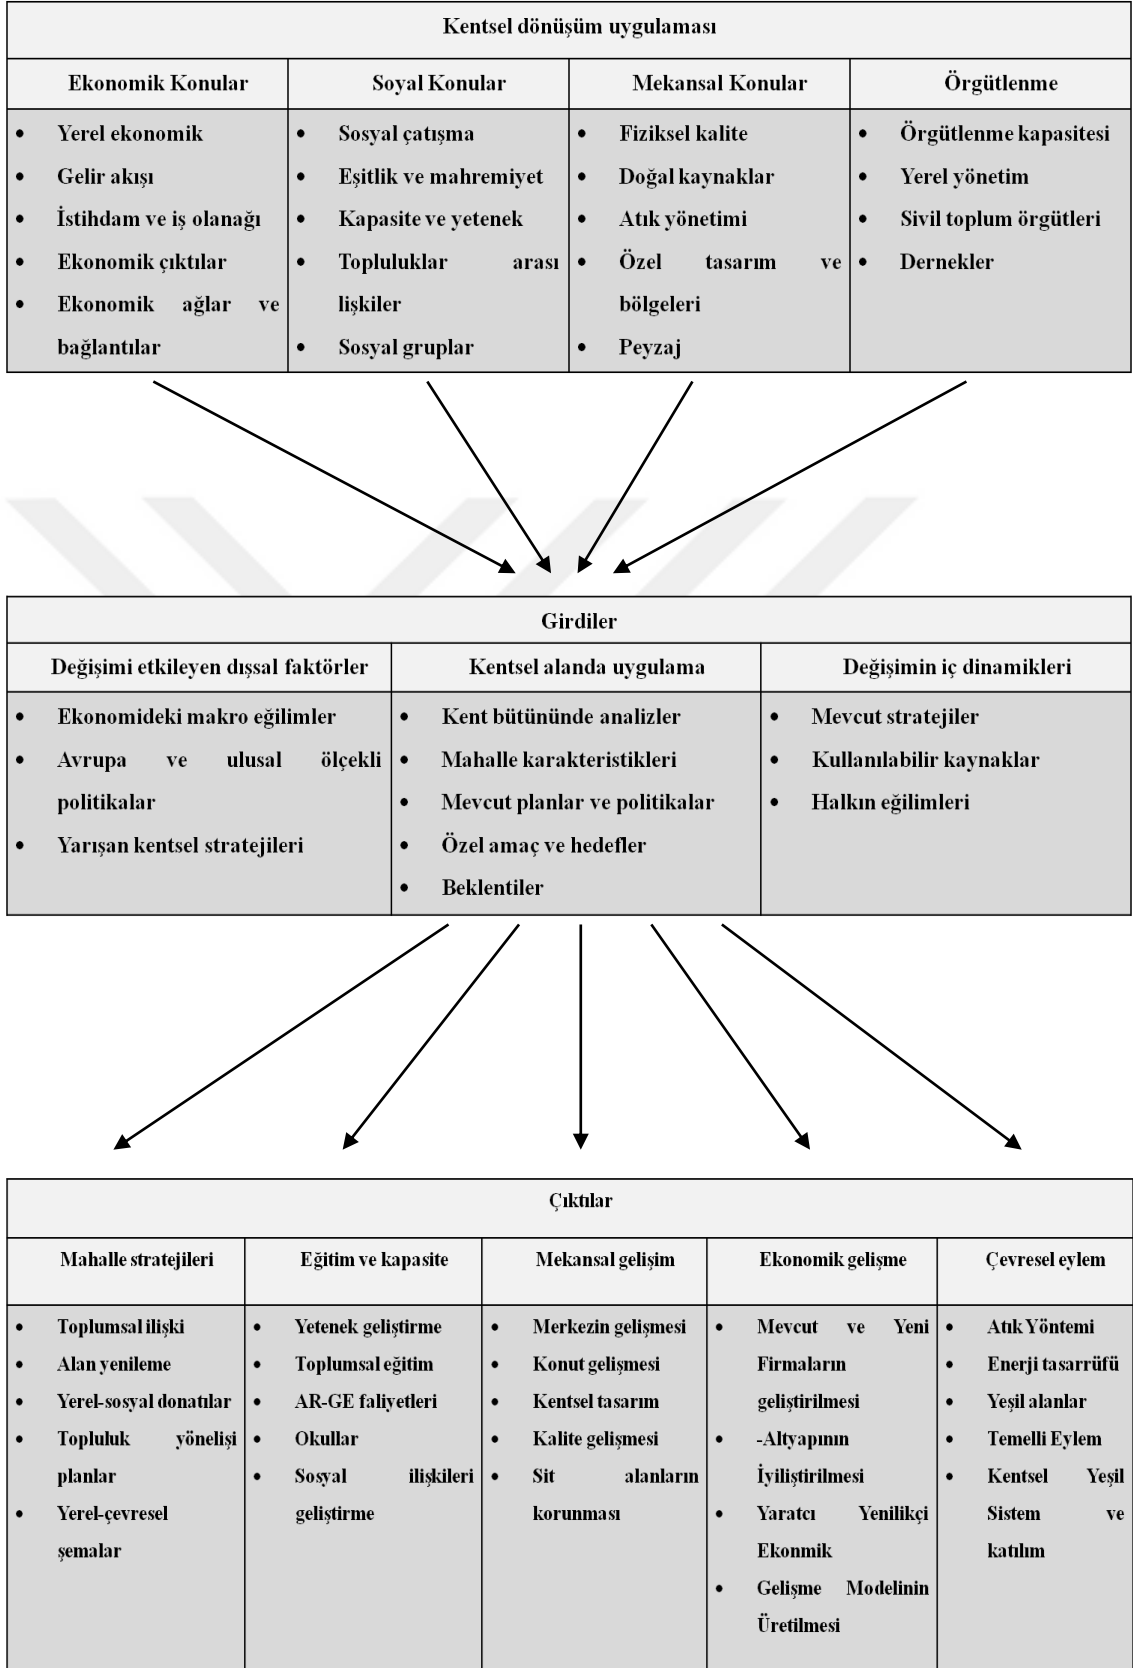 Kentsel dönüşüm uygulaması
Ekonomik Konular
• Yerel ekonomik
• Gelir akışı
• İstihdam ve iş olanağı
• Ekonomik çıktılar
• Ekonomik ağlar ve
bağlantılar
Soyal Konular
• Sosyal çatışma
• Eşitlik ve mahremiyet
• Kapasite ve yetenek
• Topluluklar arası
lişkiler
• Sosyal gruplar
Mekansal Konular
• Fiziksel kalite
• Doğal kaynaklar
• Atık yönetimi
• Özel tasarım ve
bölgeleri
• Peyzaj
Örgütlenme
• Örgütlenme kapasitesi
• Yerel yönetim
• Sivil toplum örgütleri
• Dernekler
Girdiler
Değişimi etkileyen dışsal faktörler
• Ekonomideki makro eğilimler
• Avrupa ve ulusal ölçekli
politikalar
• Yarışan kentsel stratejileri
Kentsel alanda uygulama
• Kent bütününde analizler
• Mahalle karakteristikleri
• Mevcut planlar ve politikalar
• Özel amaç ve hedefler
• Beklentiler
Değişimin iç dinamikleri
• Mevcut stratejiler
• Kullanılabilir kaynaklar
• Halkın eğilimleri
Çıktılar
Mahalle stratejileri
• Toplumsal ilişki
• Alan yenileme
• Yerel-sosyal donatılar
• Topluluk yönelişi
planlar
• Yerel-çevresel
şemalar
Eğitim ve kapasite
• Yetenek geliştirme
• Toplumsal eğitim
• AR-GE faliyetleri
• Okullar
• Sosyal ilişkileri
geliştirme
Mekansal gelişim
• Merkezin gelişmesi
• Konut gelişmesi
• Kentsel tasarım
• Kalite gelişmesi
• Sit alanların
korunması
Ekonomik gelişme
• Mevcut ve Yeni
Firmaların
geliştirilmesi
• -Altyapının
İyiliştirilmesi
• Yaratcı Yenilikçi
Ekonmik
• Gelişme Modelinin
Üretilmesi
Çevresel eylem
• Atık Yöntemi
• Enerji tasarrüfü
• Yeşil alanlar
• Temelli Eylem
• Kentsel Yeşil
Sistem ve
katılım